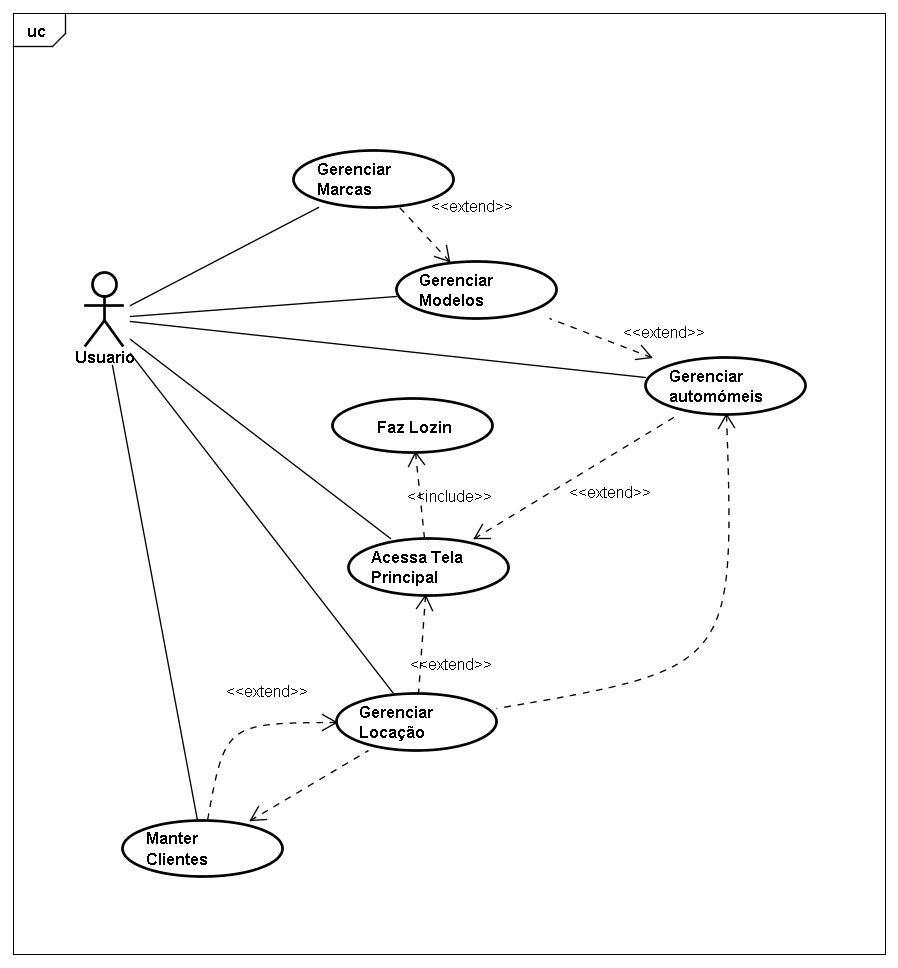 uc
Gerenciar
Marcas
<<extend>>
Gerenciar
Modelos
<<extend>>
Usuario
Gerenciar
automómeis
Faz Lozin
<<include>>
<<extend>>
Acessa Tela
Principal
<<extend>>
<<extend>>
Gerenciar
Locação
Manter
Clientes